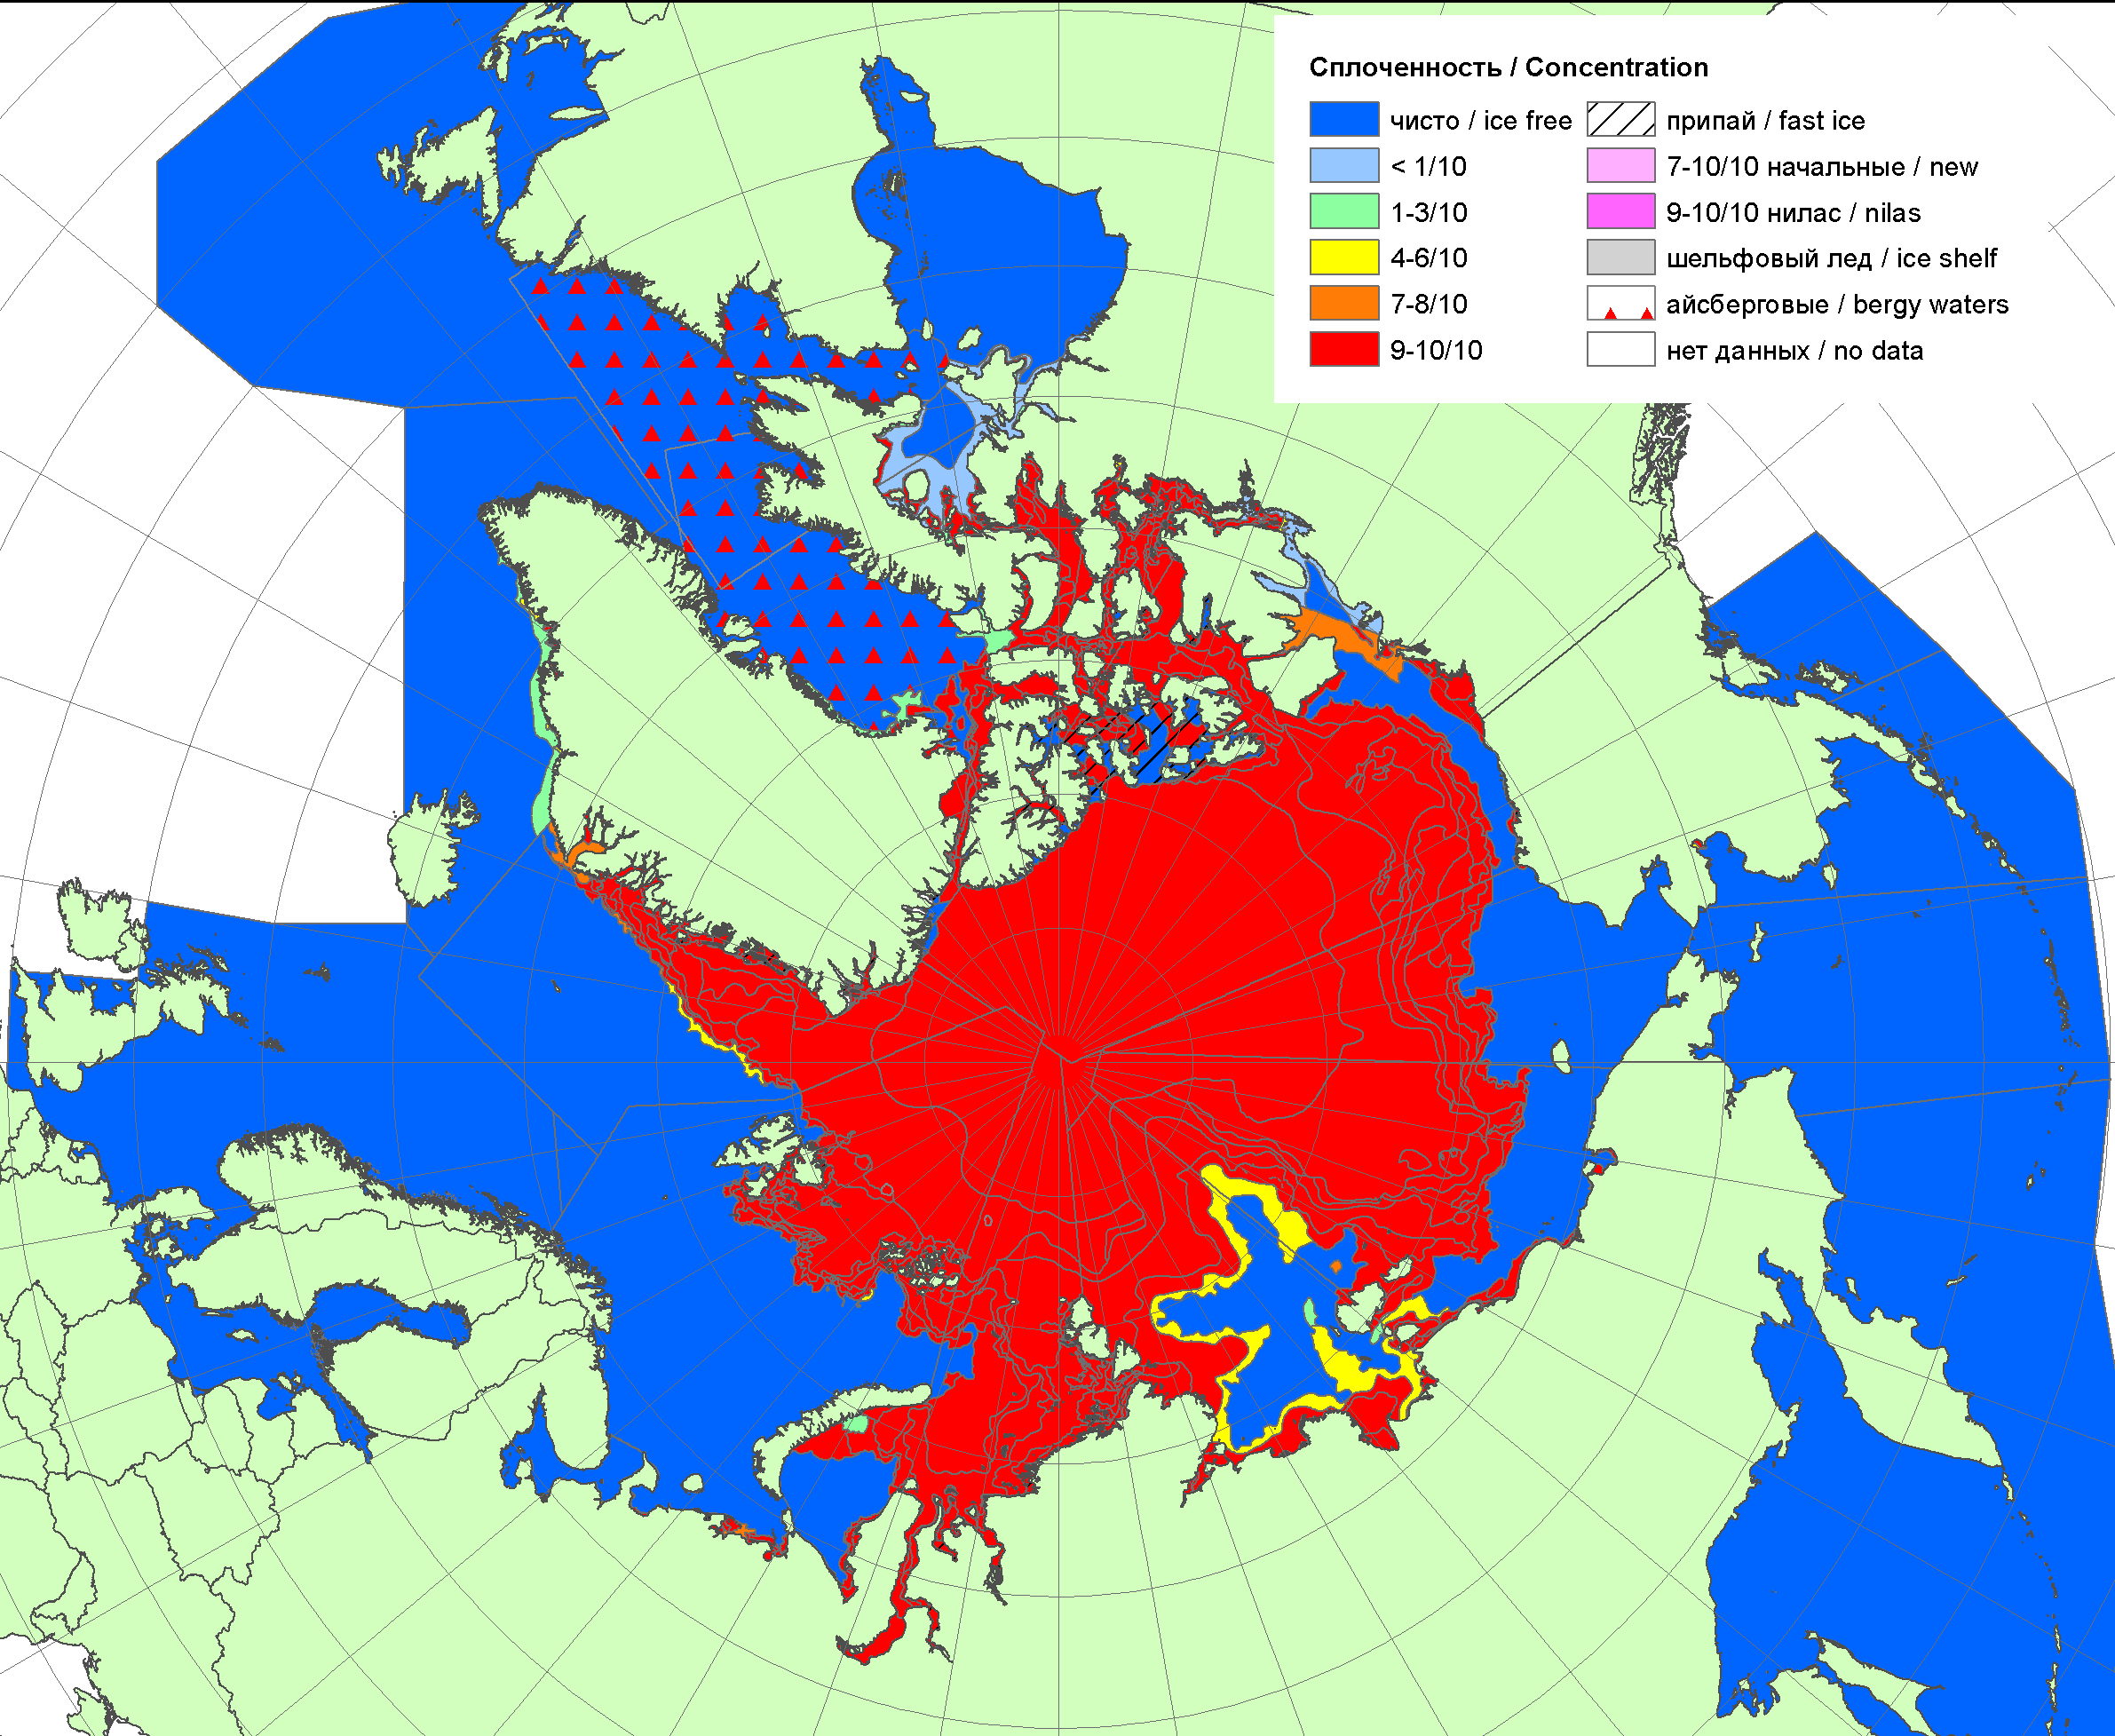 Сплоченность / Concentration
чисто / ice free
< 1/10
1-3/10
4-6/10
7-8/10
9-10/10
припай / fast ice
7-10/10 начальные / new
9-10/10 нилас / nilas
шельфовый лед / ice shelf
айсберговые / bergy waters
нет данных / no data